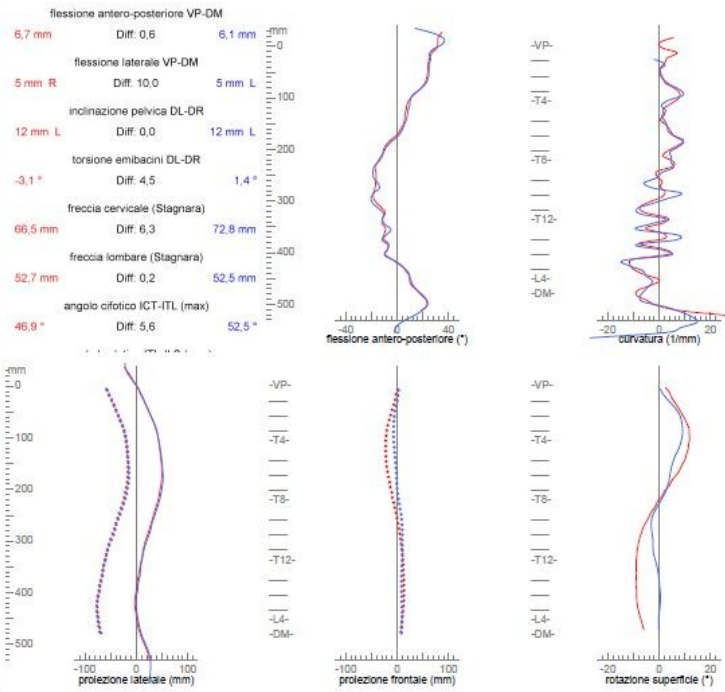 flessione antero-posteriore VP-DM
6,7 mm Diff: 0,6 6,1 mm
flessione laterale VP-DM
5 mm R Diff: 10,0 5 mm L
inclinazione pelvica DL-DR
12 mm L Diff: 0,0 12 mm L
torsione emibacini DL-DR
-3,1 ° Diff: 4,5 1,4 °
freccia cervicale (Stagnara)
66,5 mm Diff: 6,3 72,8 mm
freccia lombare (Stagnara)
52,7 mm Diff: 0,2 52,5 mm
angolo cifotico ICT-ITL (max)
46,9 ° Diff: 5,6 52,5 °
mm
0
100
200
300
400
500
-40 0 40
flessione antero-posteriore (°)
-VP-
-T4-
-T8-
-T12-
-L4-
-DM-
-20 0 20
curvatura (1/mm)
mm
0
100
200
300
400
500
0 100
proiezione laterale (mm)
-VP-
-T4-
-T8-
-T12-
-L4-
-DM-
0 100
proiezione frontale (mm)
-VP-
-T4-
-T8-
-T12-
-L4-
-DM-
-20 0 20
rotazione superficie (°)